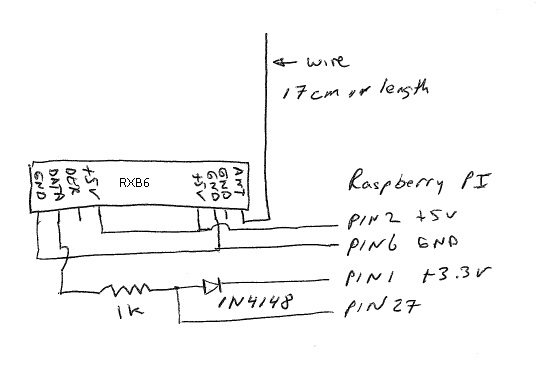 wire
17cm in length
GND
DATA
DER
+5V
RXB6
+5V
GND
GND
ANT
Raspberry PI
PIN2 +5V
PIN6 GND
PIN1 +3.3V
1K
1N4148
PIN27